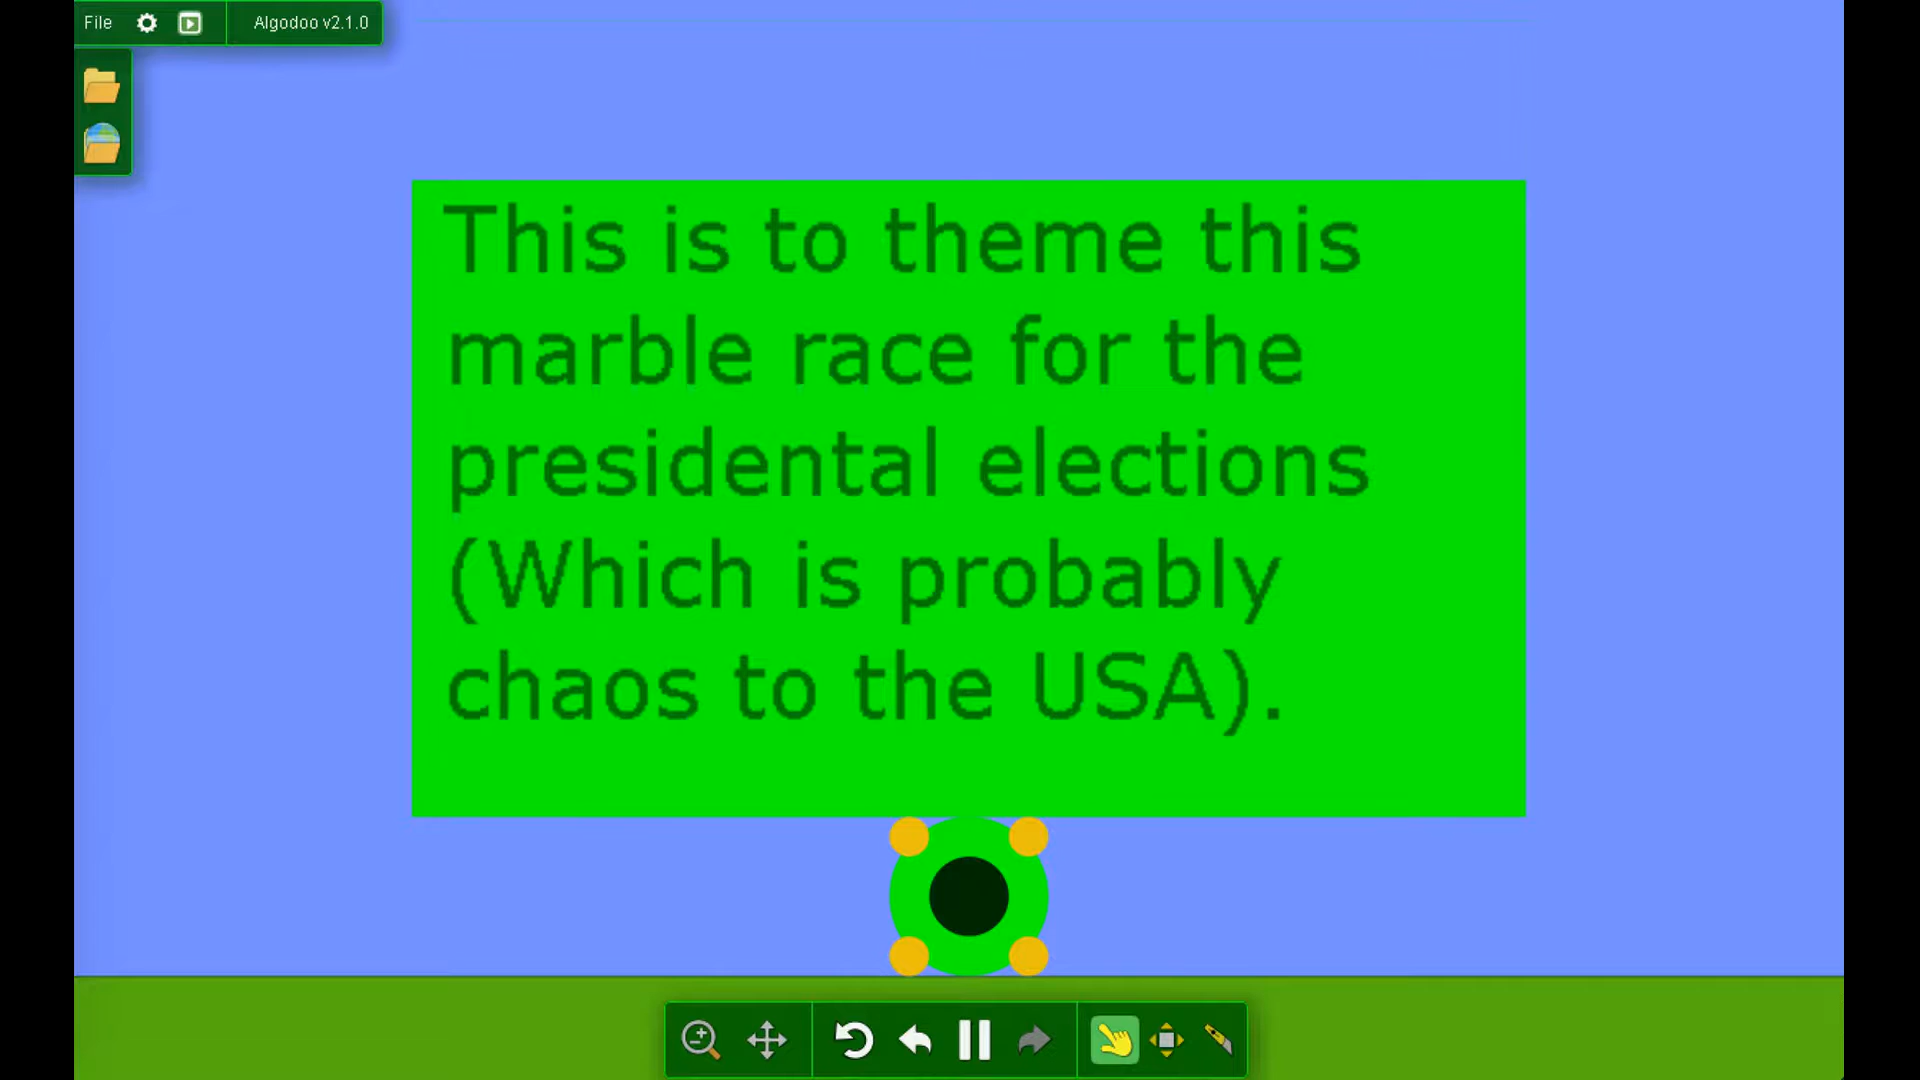 File
Algodoo v2.1.0
This is to theme this
marble race for the
presidental elections
(Which is probably
chaos to the USA).